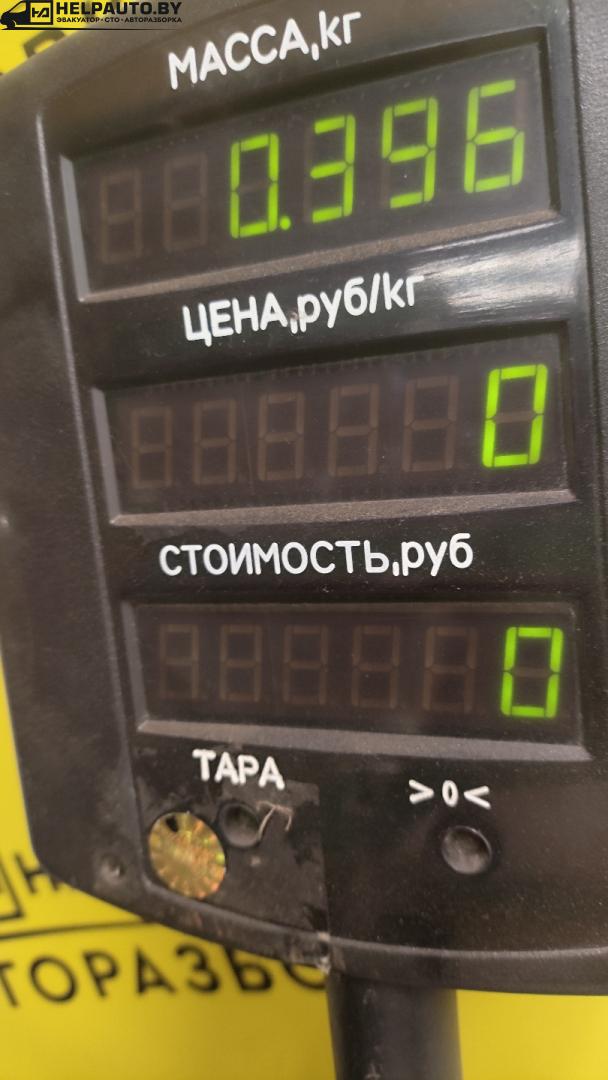 HELPAUTO.BY
ЭВАКУАТОР·СТО·АВТОРАЗБОРКА
МАССА,кг
0.396
ЦЕНА,руб/кг
0
СТОИМОСТЬ,руб
0
ТАРА
>0<